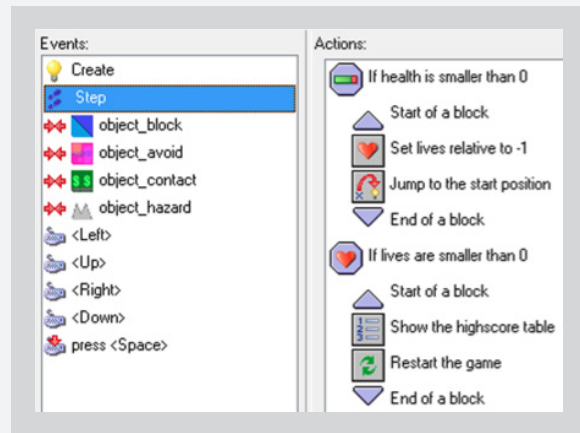 Events:
Create
Step
object_block
object_avoid
object_contact
object_hazard
<Left>
<Up>
<Right>
<Down>
press <Space>
Actions:
If health is smaller than 0
Start of a block
Set lives relative to -1
Jump to the start position
End of a block
If lives are smaller than 0
Start of a block
Show the highscore table
Restart the game
End of a block